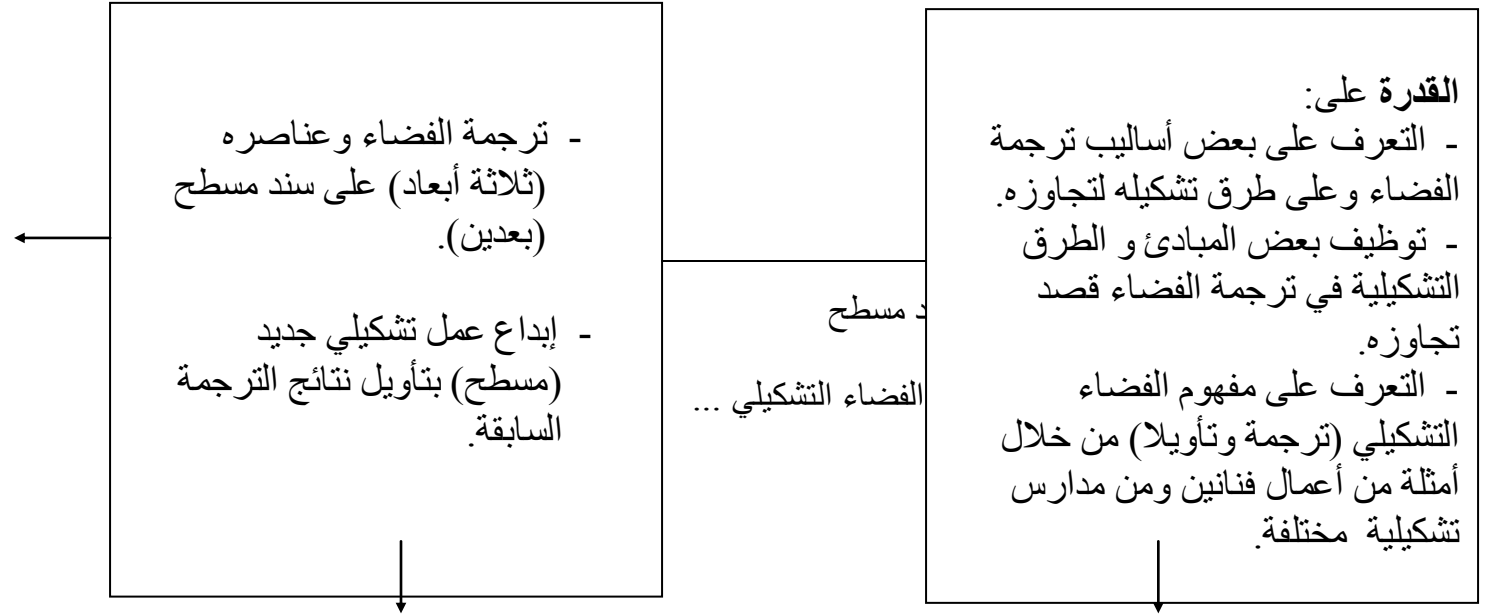 القدرة على:
- التعرف على بعض أساليب ترجمة
الفضاء وعلى طرق تشكيله لتجاوزه.
- توظيف بعض المبادئ و الطرق
التشكيلية في ترجمة الفضاء قصد
تجاوزه.
- التعرف على مفهوم الفضاء
التشكيلي (ترجمة وتأويلا) من خلال
أمثلة من أعمال فنانين ومن مدارس
تشكيلية مختلفة.
مسطح
الفضاء التشكيلي ...
- ترجمة الفضاء وعناصره
(ثلاثة أبعاد) على سند مسطح
(بعدين).
- إبداع عمل تشكيلي جديد
(مسطح) بتأويل نتائج الترجمة
السابقة.